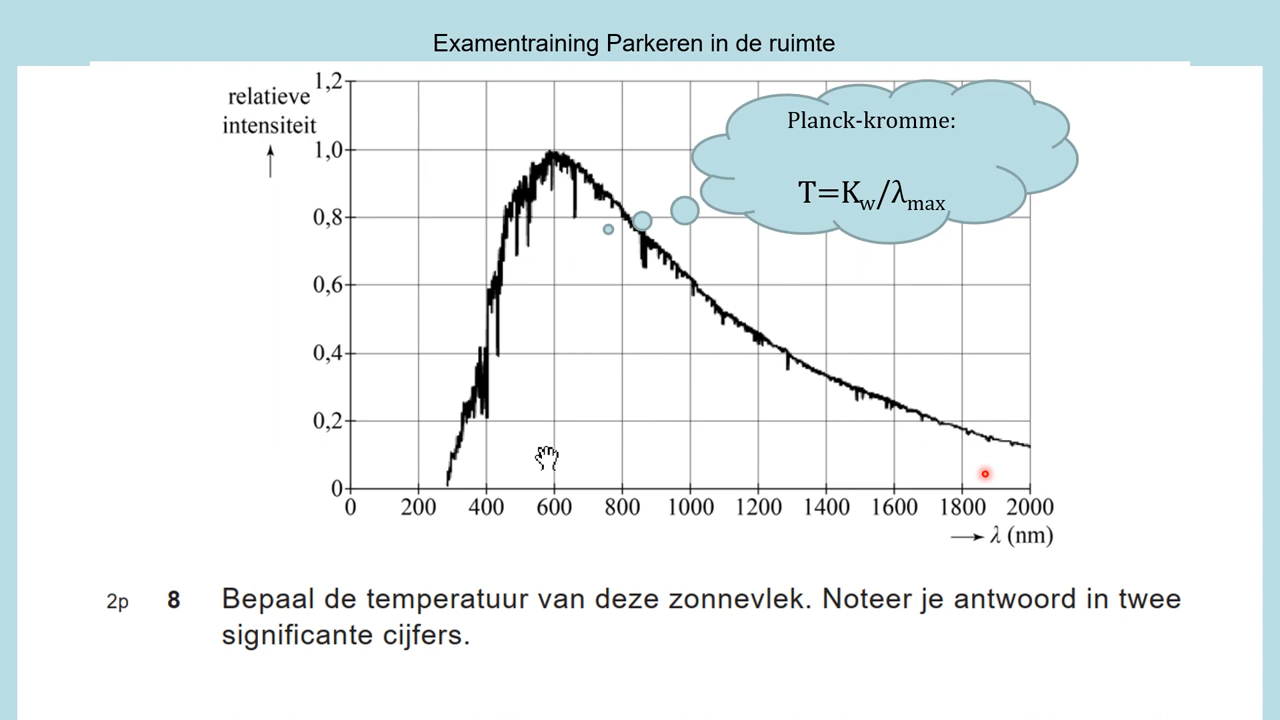 Examentraining Parkeren in de ruimte
relatieve
intensiteit
1,2
1,0
0,8
0,6
0,4
0,2
0
Planck-kromme:
T=Kw/λmax
0 200 400 600 800 1000 1200 1400 1600 1800 2000
λ (nm)
2p 8 Bepaal de temperatuur van deze zonnevlek. Noteer je antwoord in twee
significante cijfers.